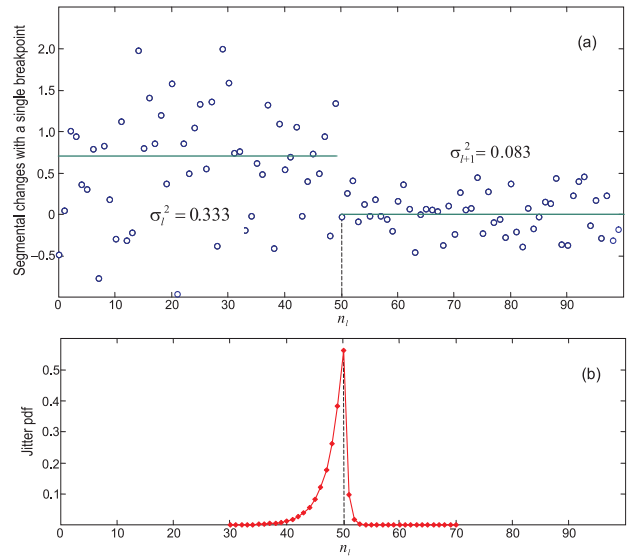 (a)
Segmental changes with a single breakpoint
2.0
1.5
1.0
0.5
0
−0.5
σ_l^2 = 0.333
σ_{l+1}^2 = 0.083
0 10 20 30 40 50 60 70 80 90
n_l
(b)
Jitter pdf
0.5
0.4
0.3
0.2
0.1
0 10 20 30 40 50 60 70 80 90
n_l